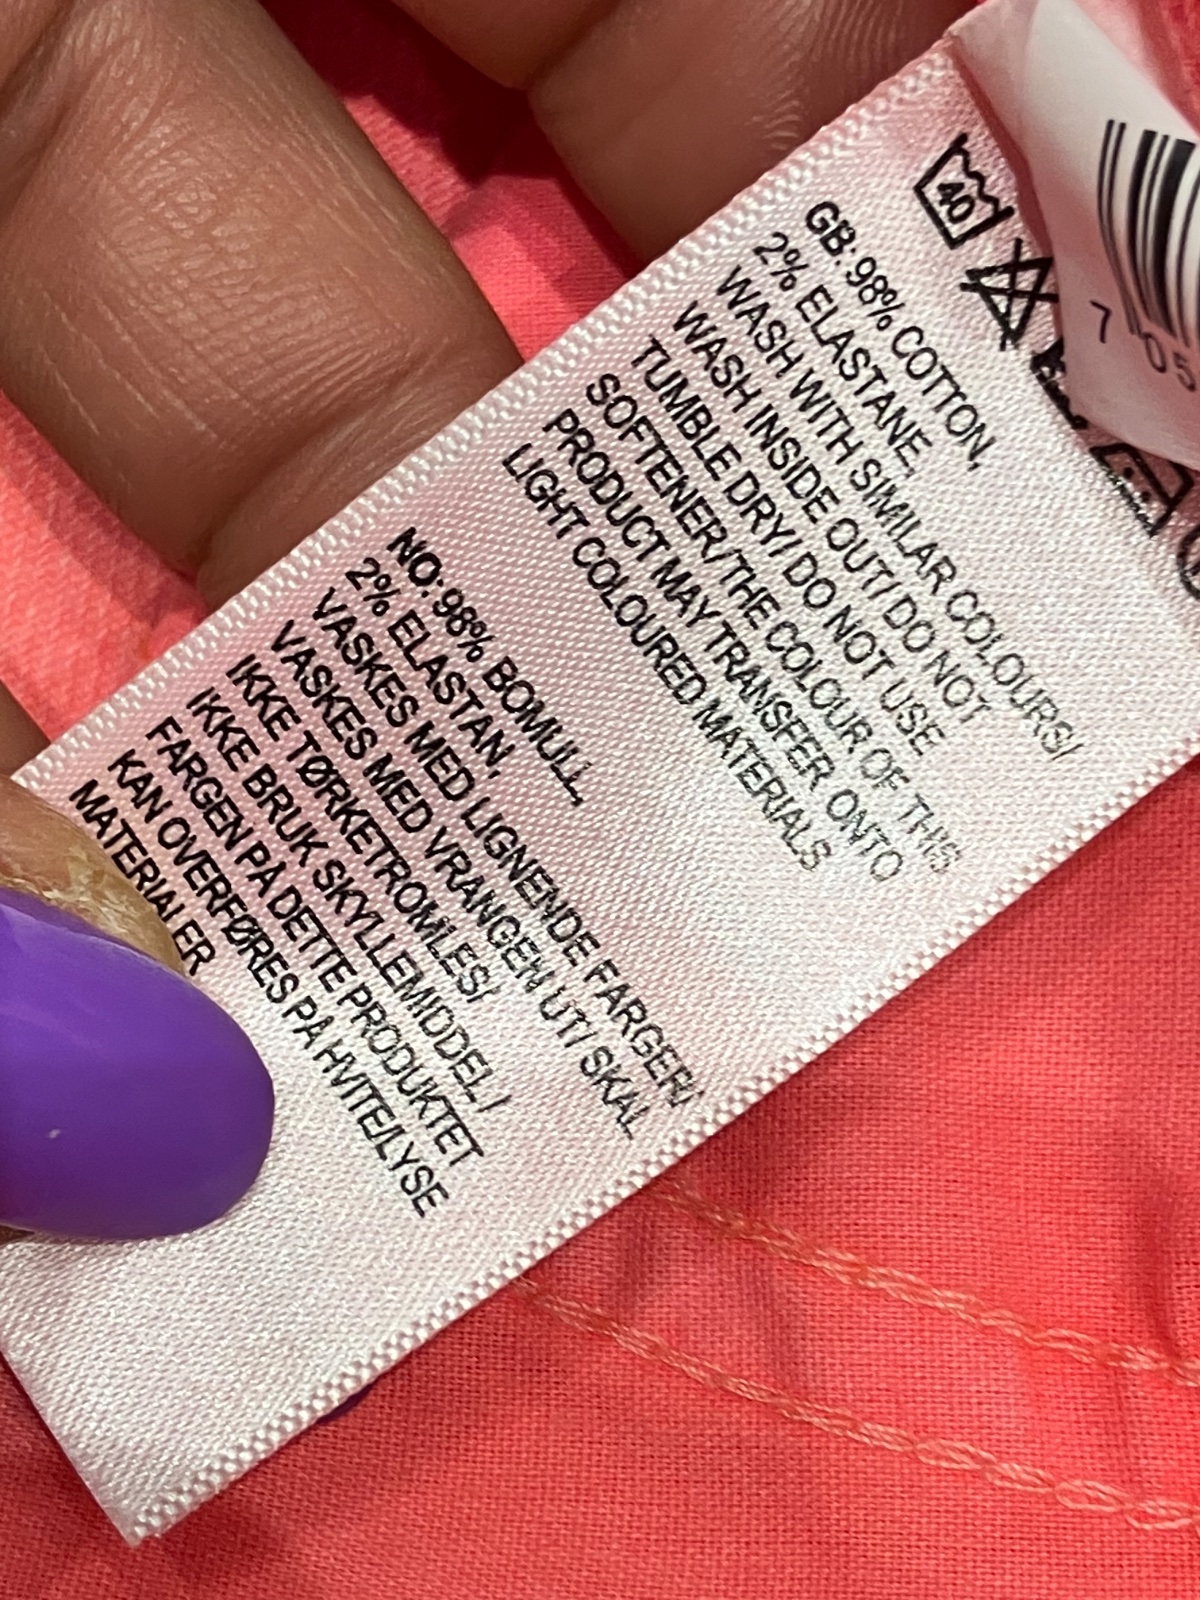 40
GB: 98% COTTON,
2% ELASTANE,
WASH WITH SIMILAR COLOURS/
WASH INSIDE OUT/ DO NOT
TUMBLE DRY/ DO NOT USE
SOFTENER/THE COLOUR OF THIS
PRODUCT MAY TRANSFER ONTO
LIGHT COLOURED MATERIALS
NO: 98% BOMULL,
2% ELASTAN,
VASKES MED LIGNENDE FARGER/
VASKES MED VRANGEN UT/ SKAL
IKKE TØRKETROMLES/
IKKE BRUK SKYLLEMIDDEL/
FARGEN PÅ DETTE PRODUKTET
KAN OVERFØRES PÅ HVITE/LYSE
MATERIALER
7 05